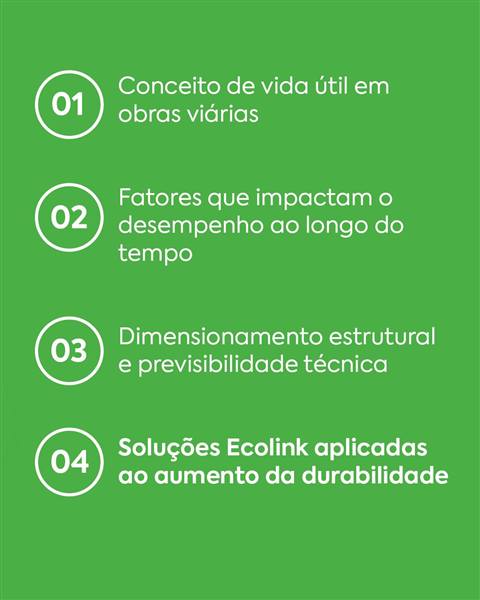 01
Conceito de vida útil em
obras viárias
02
Fatores que impactam o
desempenho ao longo do
tempo
03
Dimensionamento estrutural
e previsibilidade técnica
04
Soluções Ecolink aplicadas
ao aumento da durabilidade